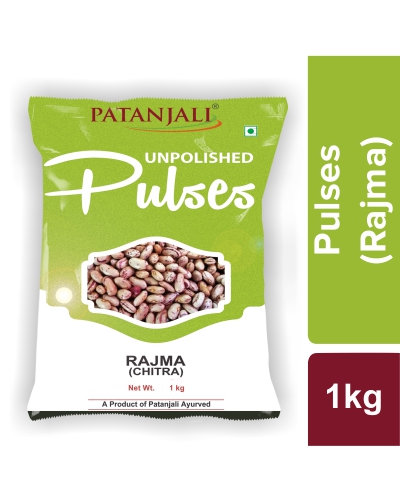 PATANJALI®
UNPOLISHED
Pulses
RAJMA
(CHITRA)
Net Wt. 1 kg
A Product of Patanjali Ayurved
Pulses
(Rajma)
1kg